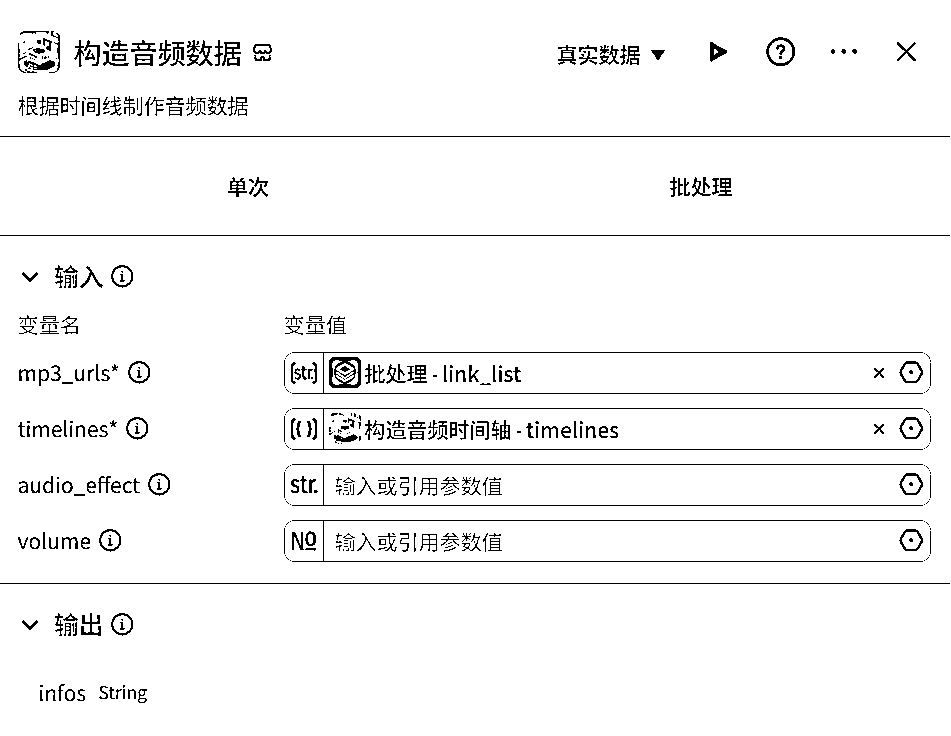 构造音频数据
真实数据
根据时间线制作音频数据
单次
批处理
输入
变量名
变量值
mp3_urls*
[str] 批处理 - link_list
timelines*
[()] 构造音频时间轴 - timelines
audio_effect
str. 输入或引用参数值
volume
№ 输入或引用参数值
输出
infos String